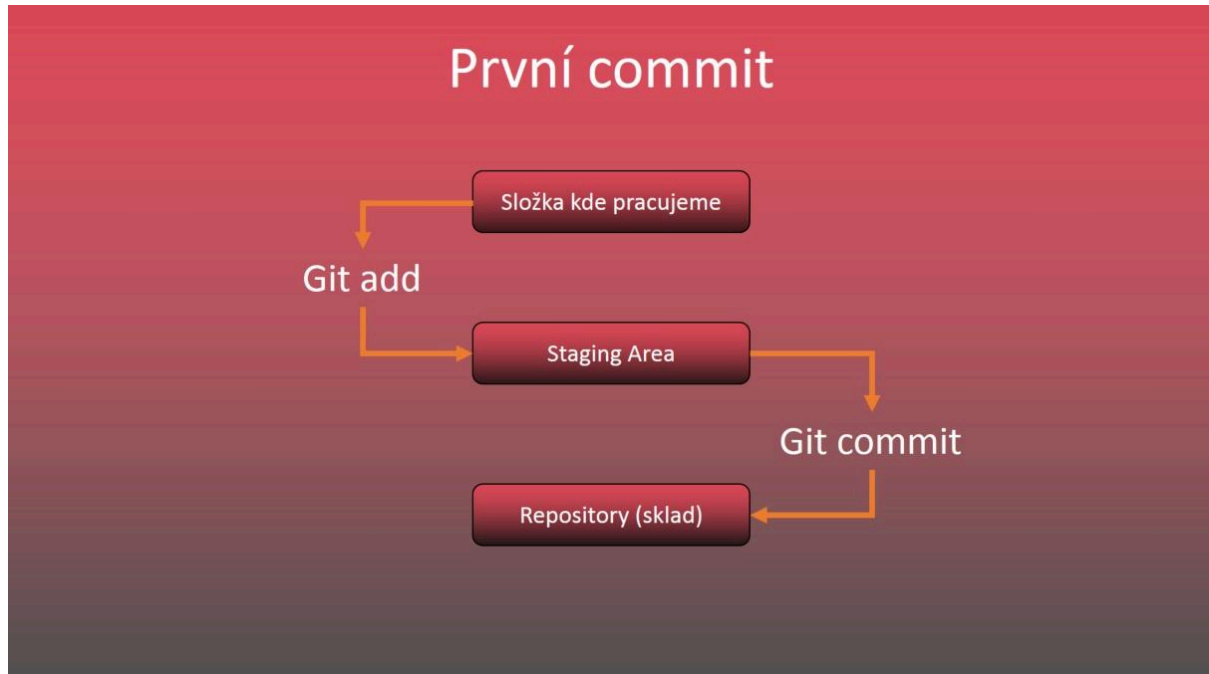 První commit
Složka kde pracujeme
Git add
Staging Area
Git commit
Repository (sklad)